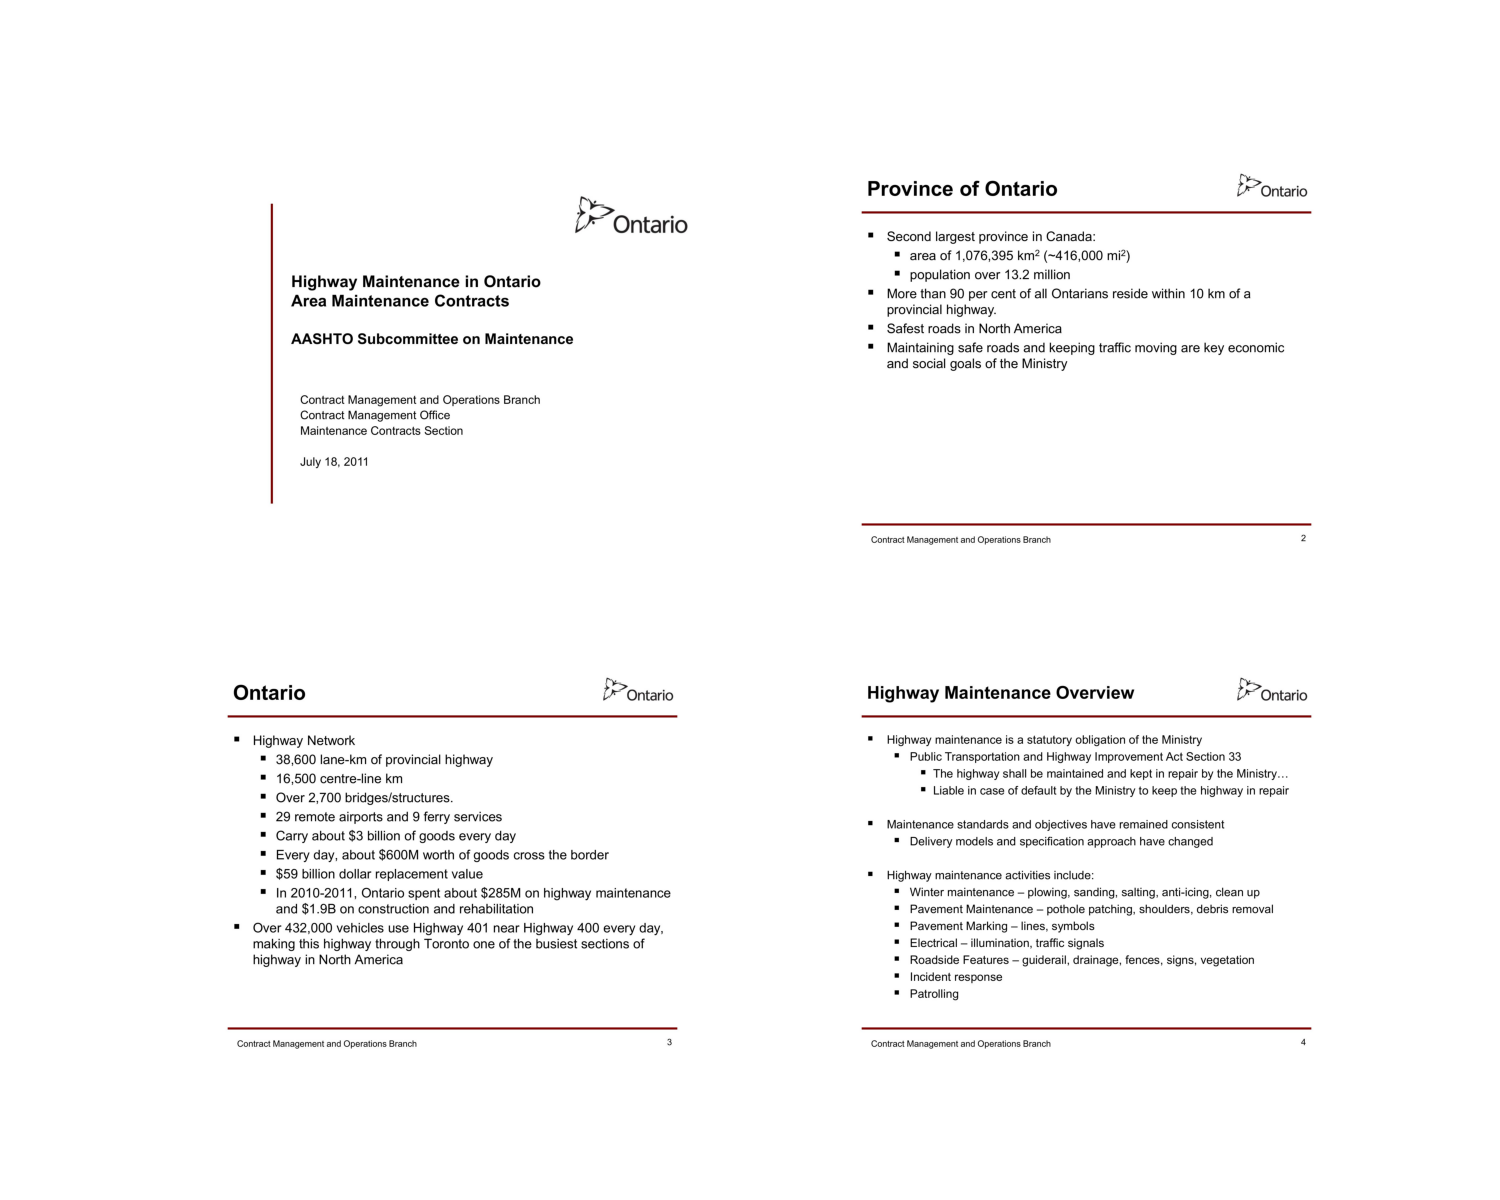 Ontario
Highway Maintenance in Ontario
Area Maintenance Contracts
AASHTO Subcommittee on Maintenance
Contract Management and Operations Branch
Contract Management Office
Maintenance Contracts Section
July 18, 2011
Province of Ontario
Ontario
▪ Second largest province in Canada:
▪ area of 1,076,395 km² (~416,000 mi²)
▪ population over 13.2 million
▪ More than 90 per cent of all Ontarians reside within 10 km of a
provincial highway.
▪ Safest roads in North America
▪ Maintaining safe roads and keeping traffic moving are key economic
and social goals of the Ministry
Contract Management and Operations Branch
2
Ontario
Ontario
▪ Highway Network
▪ 38,600 lane-km of provincial highway
▪ 16,500 centre-line km
▪ Over 2,700 bridges/structures.
▪ 29 remote airports and 9 ferry services
▪ Carry about $3 billion of goods every day
▪ Every day, about $600M worth of goods cross the border
▪ $59 billion dollar replacement value
▪ In 2010-2011, Ontario spent about $285M on highway maintenance
and $1.9B on construction and rehabilitation
▪ Over 432,000 vehicles use Highway 401 near Highway 400 every day,
making this highway through Toronto one of the busiest sections of
highway in North America
Contract Management and Operations Branch
3
Highway Maintenance Overview
Ontario
▪ Highway maintenance is a statutory obligation of the Ministry
▪ Public Transportation and Highway Improvement Act Section 33
▪ The highway shall be maintained and kept in repair by the Ministry…
▪ Liable in case of default by the Ministry to keep the highway in repair
▪ Maintenance standards and objectives have remained consistent
▪ Delivery models and specification approach have changed
▪ Highway maintenance activities include:
▪ Winter maintenance – plowing, sanding, salting, anti-icing, clean up
▪ Pavement Maintenance – pothole patching, shoulders, debris removal
▪ Pavement Marking – lines, symbols
▪ Electrical – illumination, traffic signals
▪ Roadside Features – guiderail, drainage, fences, signs, vegetation
▪ Incident response
▪ Patrolling
Contract Management and Operations Branch
4